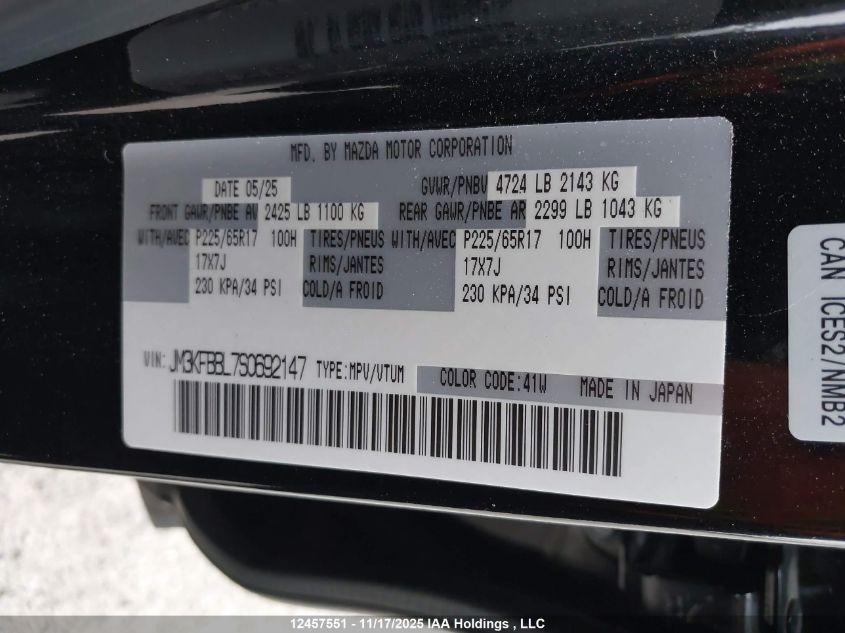 MFD. BY MAZDA MOTOR CORPORATION
DATE 05/25 GVWR/PNBV 4724 LB 2143 KG
FRONT GAWR/PNBE AV 2425 LB 1100 KG REAR GAWR/PNBE AR 2299 LB 1043 KG
WITH/AVEC P225/65R17 100H TIRES/PNEUS WITH/AVEC P225/65R17 100H TIRES/PNEUS
17X7J RIMS/JANTES 17X7J RIMS/JANTES
230 KPA/34 PSI COLD/A FROID 230 KPA/34 PSI COLD/A FROID
VIN: JM3KFBBL7S0692147 TYPE:MPV/VTUM COLOR CODE:41W MADE IN JAPAN
CAN ICES2/NMB2
12457551 - 11/17/2025 IAA Holdings , LLC